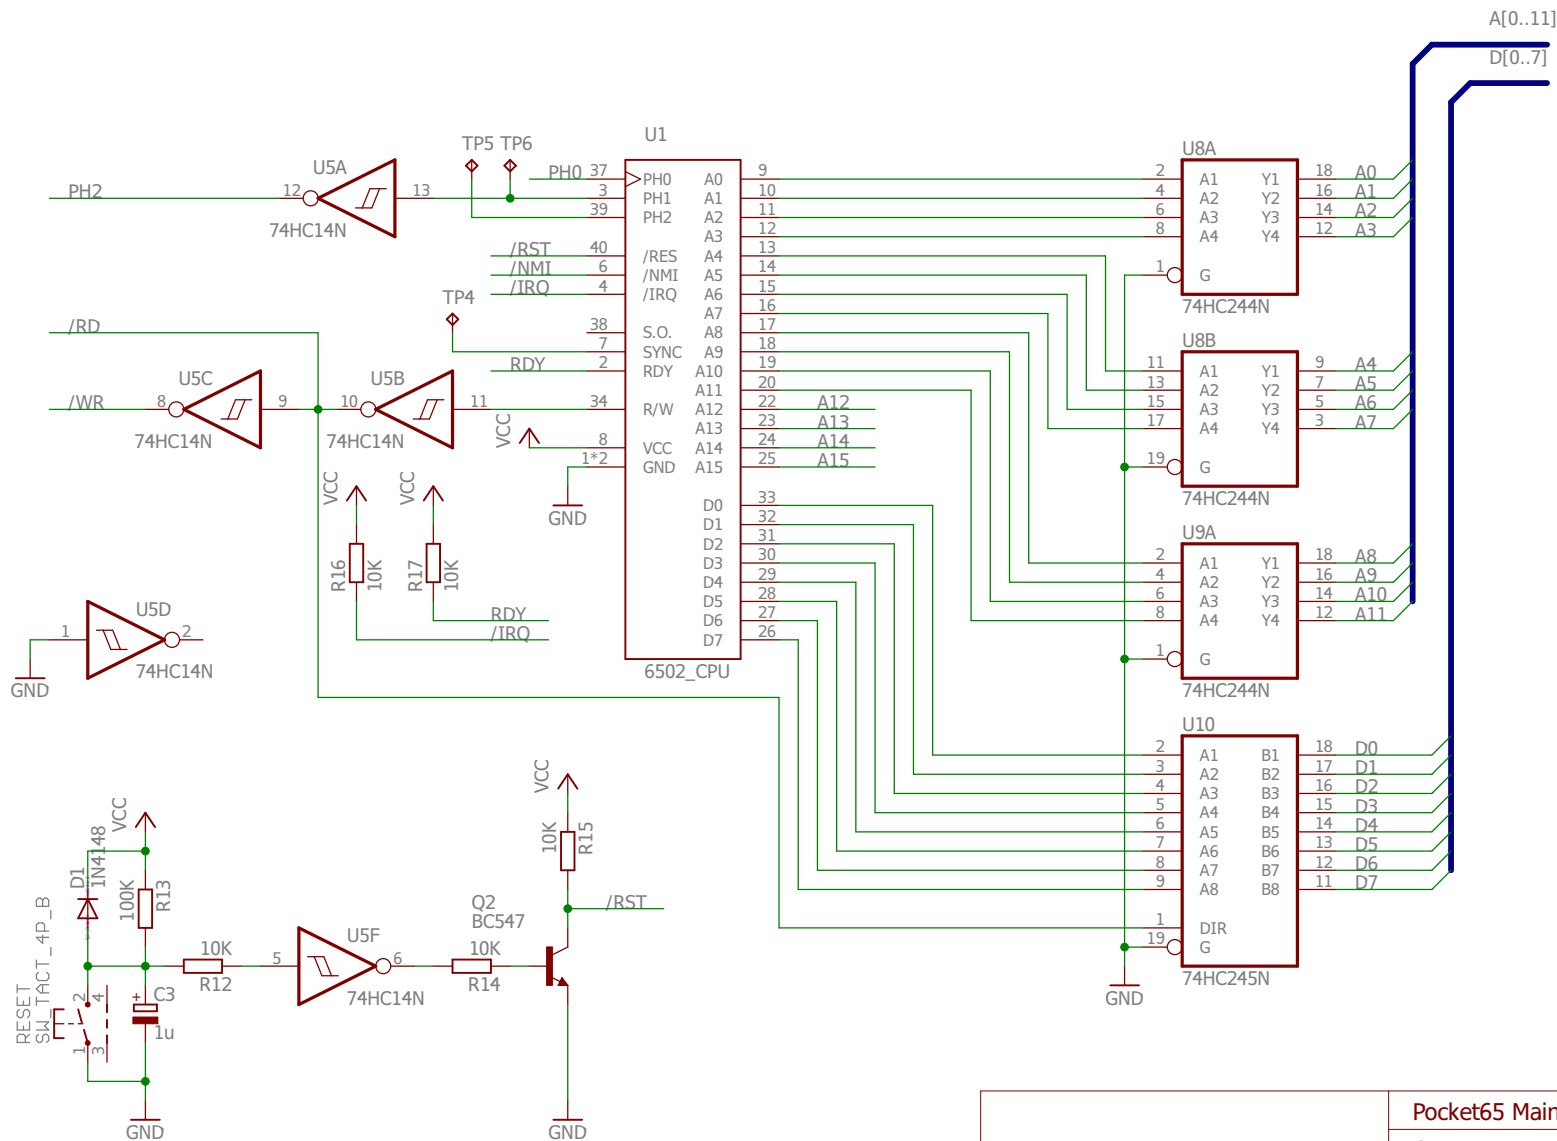 A[0..11]
D[0..7]
U1
TP5 TP6
U5A
PH2 12 13
74HC14N
PH0 37 PH0 A0 9
3 PH1 A1 10
39 PH2 A2 11
A3 12
/RST 40 /RES A4 13
/NMI 6 /NMI A5 14
/IRQ 4 /IRQ A6 15
TP4
A7 16
38 S.O. A8 17
7 SYNC A9 18
RDY 2 RDY A10 19
A11 20
34 R/W A12 22 A12
A13 23 A13
8 VCC A14 24 A14
1*2 GND A15 25 A15
D0 33
D1 32
D2 31
D3 30
D4 29
D5 28
D6 27
D7 26
6502_CPU
VCC
GND
/RD
U5C
/WR 8 9
74HC14N
U5B
10 11
74HC14N
VCC
R16
10K
VCC
R17
10K
RDY
/IRQ
U5D
1 2
74HC14N
GND
U8A
2 A1 Y1 18 A0
4 A2 Y2 16 A1
6 A3 Y3 14 A2
8 A4 Y4 12 A3
1 G
74HC244N
U8B
11 A1 Y1 9 A4
13 A2 Y2 7 A5
15 A3 Y3 5 A6
17 A4 Y4 3 A7
19 G
74HC244N
U9A
2 A1 Y1 18 A8
4 A2 Y2 16 A9
6 A3 Y3 14 A10
8 A4 Y4 12 A11
1 G
74HC244N
U10
2 A1 B1 18 D0
3 A2 B2 17 D1
4 A3 B3 16 D2
5 A4 B4 15 D3
6 A5 B5 14 D4
7 A6 B6 13 D5
8 A7 B7 12 D6
9 A8 B8 11 D7
1 DIR
19 G
74HC245N
GND
VCC
D1
1N4148
100K
R13
RESET
SW_TACT_4P_B
2 4
1 3
+ C3
1u
GND
10K
R12
U5F
5 6
74HC14N
10K
R14
Q2
BC547
VCC
10K
R15
/RST
GND
Pocket65 Main